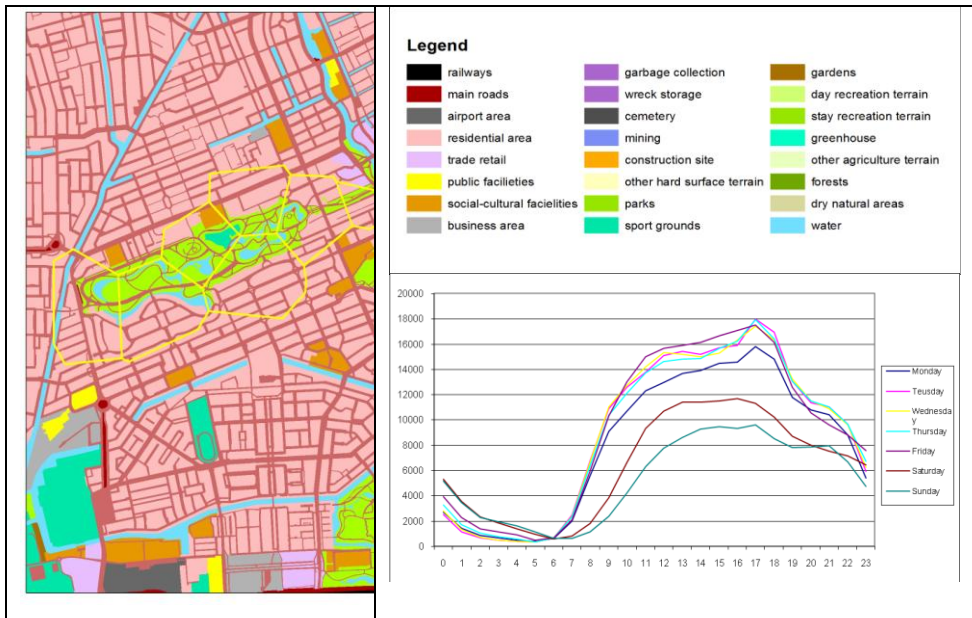 Legend
railways
main roads
airport area
residential area
trade retail
public facilieties
social-cultural facielities
business area
garbage collection
wreck storage
cemetery
mining
construction site
other hard surface terrain
parks
sport grounds
gardens
day recreation terrain
stay recreation terrain
greenhouse
other agriculture terrain
forests
dry natural areas
water
20000
18000
16000
14000
12000
10000
8000
6000
4000
2000
0
0 1 2 3 4 5 6 7 8 9 10 11 12 13 14 15 16 17 18 19 20 21 22 23
Monday
Teusday
Wednesda
y
Thursday
Friday
Saturday
Sunday